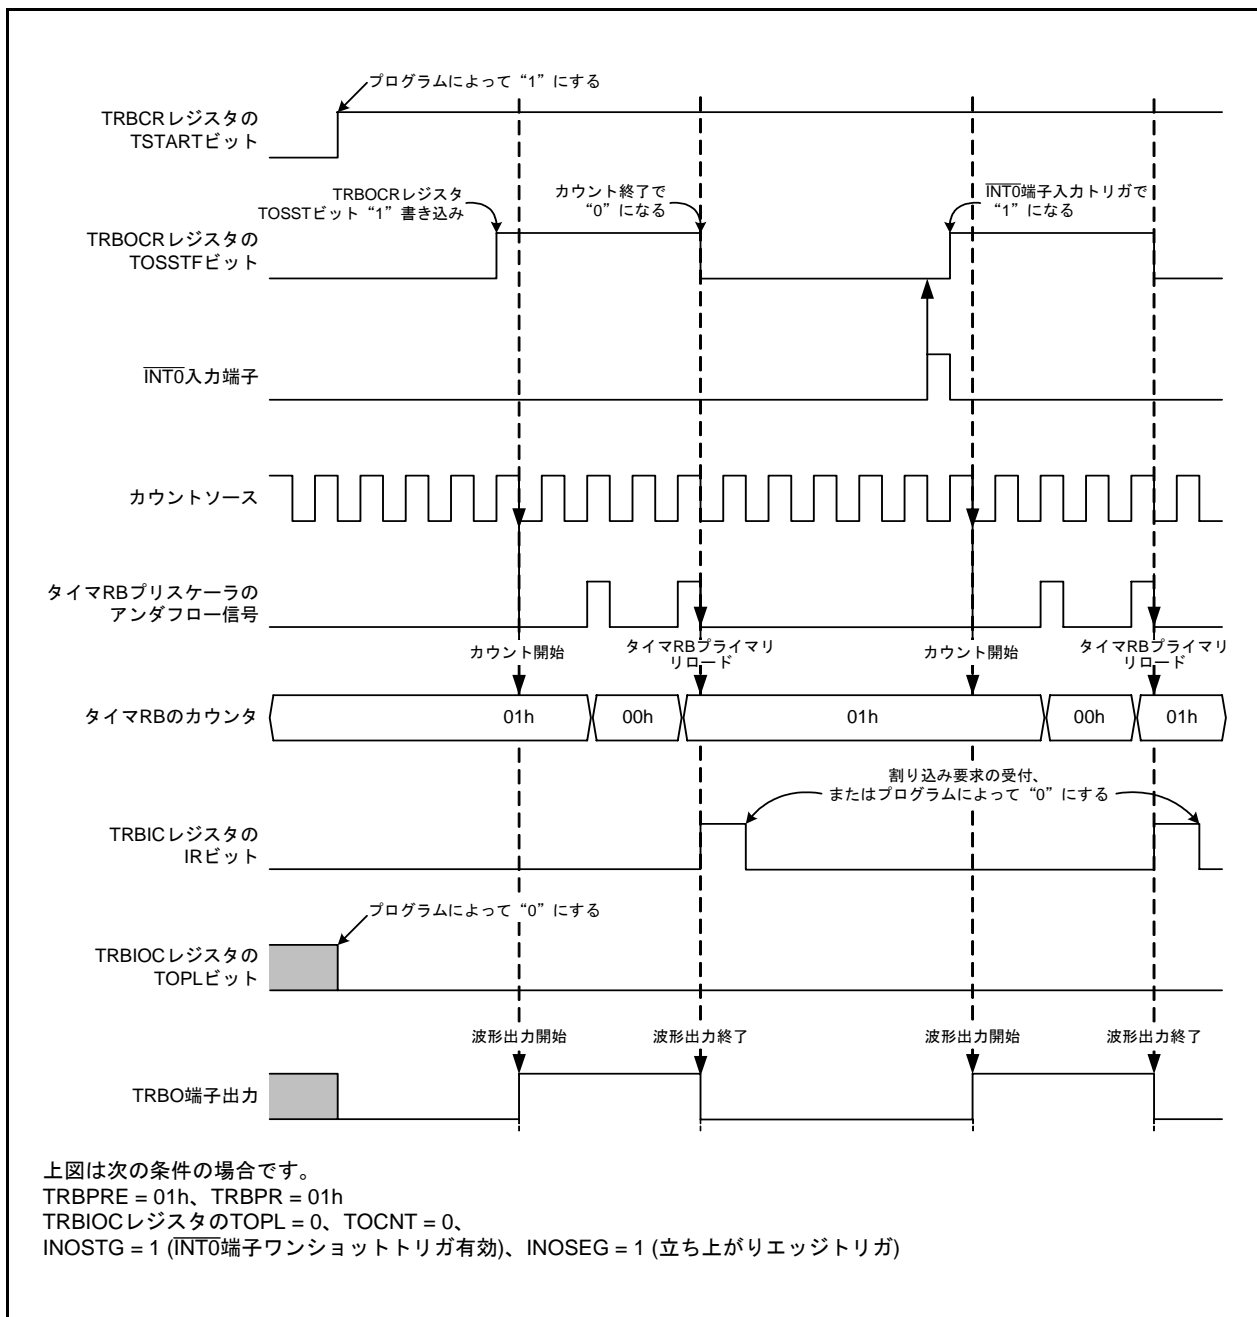 プログラムによって“1”にする
TRBCRレジスタの
TSTARTビット
TRBOCRレジスタ
TOSSTビット“1”書き込み
カウント終了で
“0”になる
INT0端子入力トリガで
“1”になる
TRBOCRレジスタの
TOSSTFビット
INT0入力端子
カウントソース
タイマRBプリスケーラの
アンダフロー信号
カウント開始
タイマRBプライマリ
リロード
カウント開始
タイマRBプライマリ
リロード
タイマRBのカウンタ
01h
00h
01h
00h
01h
割り込み要求の受付、
またはプログラムによって“0”にする
TRBICレジスタの
IRビット
プログラムによって“0”にする
TRBIOCレジスタの
TOPLビット
波形出力開始
波形出力終了
波形出力開始
波形出力終了
TRBO端子出力
上図は次の条件の場合です。
TRBPRE = 01h、TRBPR = 01h
TRBIOCレジスタのTOPL = 0、TOCNT = 0、
INOSTG = 1 (INT0端子ワンショットトリガ有効)、INOSEG = 1 (立ち上がりエッジトリガ)